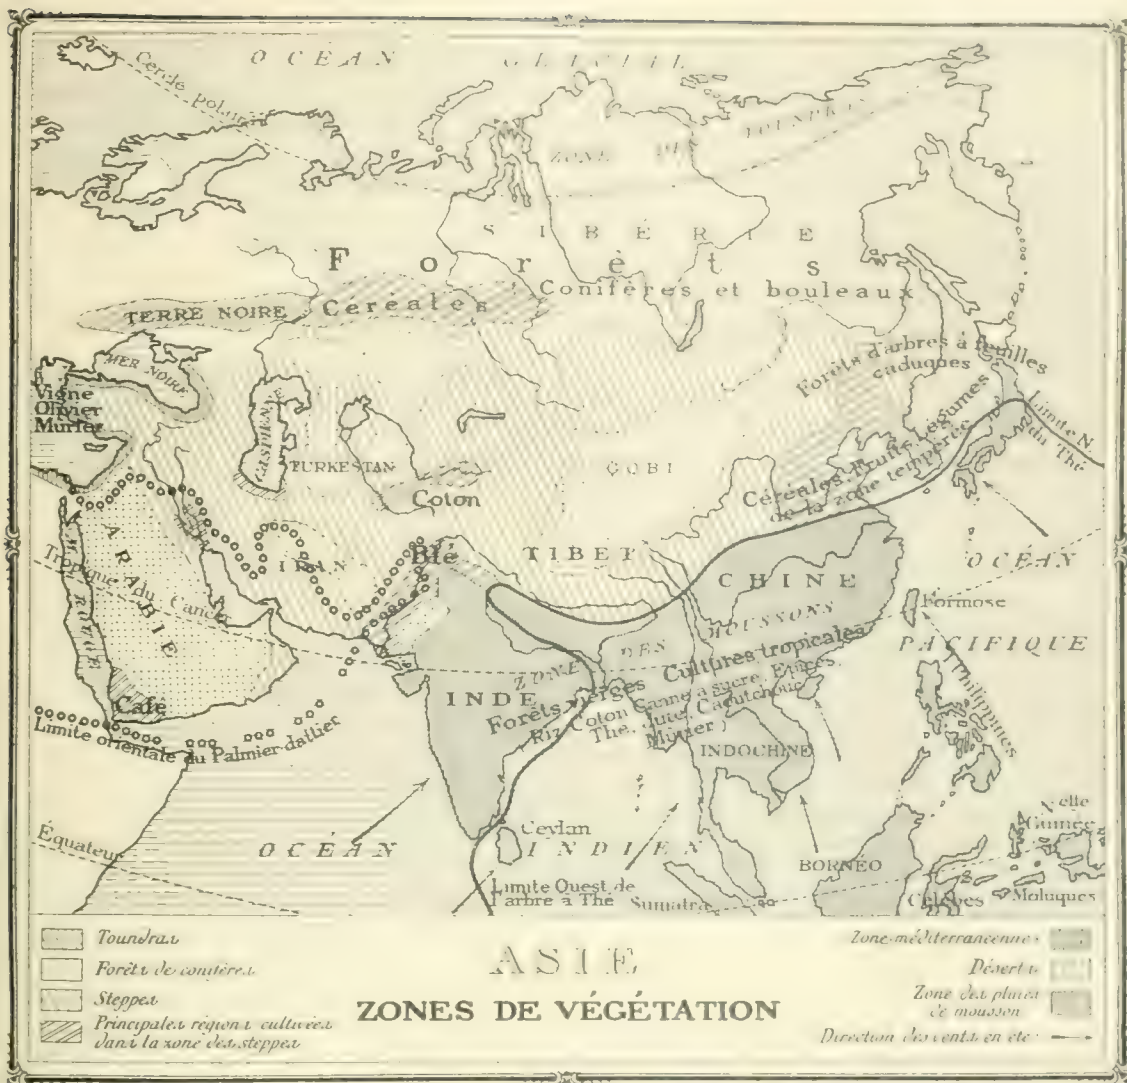 OCÉAN GLACIAL
Cercle polaire
ZONE DES TOUNDRAS
SIBÉRIE
Forêts
Conifères et bouleaux
TERRE NOIRE
Céréales
Forêts d'arbres à feuilles
caduques
MER NOIRE
Vigne
Olivier
Mûrier
CASPIENNE
TURKESTAN
Coton
GOBI
Céréales, Fruits, Légumes
de la zone tempérée
Limite N.
du Thé
ARABIE
MER ROUGE
IRAN
Blé
TIBET
CHINE
OCÉAN
PACIFIQUE
Tropique du Cancer
Formose
Philippines
ZONE DES MOUSSONS
INDE
Forêts vierges
Cultures tropicales
(Riz, Coton, Canne à sucre, Epices,
Thé, Jute, Caoutchouc,
Mûrier)
INDOCHINE
Café
Limite orientale du Palmier-dattier
Équateur
OCÉAN INDIEN
Ceylan
Limite Ouest de
l'arbre à Thé
Sumatra
BORNÉO
Célèbes
Moluques
Nelle
Guinée
Toundras
Forêts de conifères
Steppes
Principales régions cultivées
dans la zone des steppes
ASIE
ZONES DE VÉGÉTATION
Zone méditerranéenne
Déserts
Zone des pluies
de mousson
Direction des vents en été